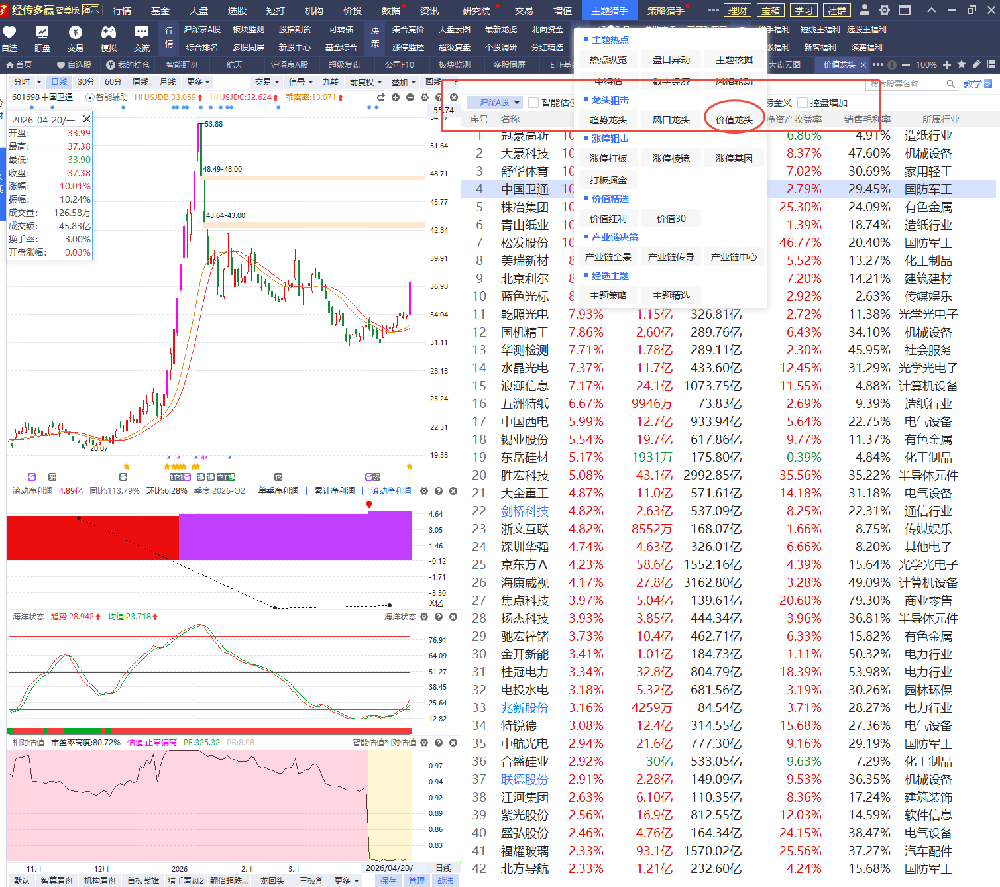 经传多赢 智尊版 演示 行情 基金 大盘 选股 短打 机构 价投 数据 资讯 研究院 交易 增值 主题猎手 策略猎手 理财 宝箱 学习 社群
自选 盯盘 交易 模拟 交流 行情 决策
沪深京A股 板块监测 股指期货 可转债 集合竞价 大盘云图 最新龙虎 北向资金 猎手福利 短线王福利 选股王福利
综合排名 多股同屏 新股中心 基金综合 涨停监控 超级复盘 个股调研 分红精选 级福利 新客福利 续费福利
首页 自选股 我的持仓 智能盯盘 航天 沪深京A股 超级复盘 公司F10 板块监测 多股同屏 ETF基 大盘云图 价值龙头 100%
分时 日线 30分 60分 周线 月线 更多 交易 信号 九转 前复权 叠加 画线
搜索股票名称 教学
601698 中国卫通 智能辅助 HHJSJDB:33.059 HHJSJDC:32.624 乖离率:13.071
55.74
2026-04-20/一
开盘: 33.99
最高: 37.38
最低: 33.90
收盘: 37.38
涨幅: 10.01%
振幅: 10.24%
成交量: 126.58万
成交额: 45.83亿
换手率: 3.00%
开盘涨幅: 0.03%
53.88
48.49-48.00
43.64-43.00
20.07
51.64
48.71
45.77
42.84
39.91
36.98
34.04
31.11
28.18
25.24
22.31
19.38
滚动净利润 4.89亿 同比:113.79% 环比:6.28% 季度:2026-Q2 单季净利润 | 累计净利润 | 滚动净利润
4.64
3.05
1.46
-0.12
-1.71
-3.30
X亿
海洋状态 趋势:28.942 均值:23.718 海洋状态
76.91
64.09
51.27
38.45
25.64
12.82
相对估值 市盈率高度:80.72% 估值:正常偏高 PE:325.32 PB:8.98 智能估值相对估值
0.97
0.94
0.92
0.89
0.86
0.83
11月 12月 2026 2月 3月 2026/04/20/一 日线
默认 智尊看盘 机构看盘 首板紫旗 猎手看盘2 翻倍超跌... 龙回头 三板斧 更多 保存 管理 战法
主题热点
热点纵览 盘口异动 主题挖掘
中特估 数字经济 风格轮动
龙头狙击
趋势龙头 风口龙头 价值龙头
涨停狙击
涨停打板 涨停棱镜 涨停基因
打板掘金
价值精选
价值红利 价值30
产业链决策
产业链全景 产业链传导 产业链中心
经选主题
主题策略 主题精选
沪深A股 智能估值 捞金叉 控盘增加
序号 名称 净资产收益率 销售毛利率 所属行业
1 冠豪高新 10 -6.86% 4.91% 造纸行业
2 大豪科技 10 8.37% 47.60% 机械设备
3 舒华体育 10 7.02% 30.69% 家用轻工
4 中国卫通 10 2.79% 29.45% 国防军工
5 株冶集团 10 25.30% 24.09% 有色金属
6 青山纸业 10 1.39% 18.74% 造纸行业
7 松发股份 10 46.77% 20.40% 国防军工
8 美瑞新材 8 5.52% 13.27% 化工制品
9 北京利尔 8 7.20% 14.21% 建筑建材
10 蓝色光标 8 2.92% 2.63% 传媒娱乐
11 乾照光电 7.93% 1.15亿 326.81亿 2.72% 11.38% 光学光电子
12 国机精工 7.86% 2.60亿 289.76亿 6.43% 34.10% 机械设备
13 华测检测 7.71% 1.78亿 289.11亿 2.30% 45.95% 社会服务
14 水晶光电 7.37% 11.7亿 433.60亿 12.45% 31.29% 光学光电子
15 浪潮信息 7.17% 24.1亿 1073.75亿 11.55% 4.88% 计算机设备
16 五洲特纸 6.67% 9946万 73.83亿 2.69% 9.39% 造纸行业
17 中国西电 5.99% 12.7亿 933.94亿 5.64% 22.75% 电气设备
18 锡业股份 5.54% 19.7亿 617.86亿 9.77% 11.37% 有色金属
19 东岳硅材 5.17% -1931万 175.80亿 -0.39% 4.84% 化工制品
20 胜宏科技 5.08% 43.1亿 2992.85亿 35.56% 35.22% 半导体元件
21 大金重工 4.87% 11.0亿 571.61亿 14.18% 31.18% 电气设备
22 剑桥科技 4.82% 2.63亿 537.09亿 8.25% 22.31% 通信行业
23 浙文互联 4.82% 8552万 168.07亿 1.66% 8.75% 传媒娱乐
24 深圳华强 4.74% 4.63亿 326.01亿 6.66% 8.20% 其他电子
25 京东方A 4.23% 58.6亿 1552.16亿 4.39% 15.64% 光学光电子
26 海康威视 4.17% 27.8亿 3162.80亿 3.28% 49.09% 计算机设备
27 焦点科技 3.97% 5.04亿 139.61亿 20.60% 79.30% 商业零售
28 扬杰科技 3.93% 3.85亿 444.34亿 3.96% 36.81% 半导体元件
29 驰宏锌锗 3.73% 10.4亿 462.71亿 6.33% 15.82% 有色金属
30 金开新能 3.41% 1.01亿 184.73亿 1.11% 50.32% 电力行业
31 桂冠电力 3.34% 32.8亿 804.79亿 18.39% 53.98% 电力行业
32 电投水电 3.18% 5.32亿 681.56亿 3.19% 30.26% 园林环保
33 兆新股份 3.16% 4259万 84.54亿 3.71% 28.27% 电力行业
34 特锐德 3.08% 12.4亿 314.55亿 15.68% 27.36% 电气设备
35 中航光电 2.94% 21.6亿 777.30亿 9.16% 29.19% 国防军工
36 合盛硅业 2.92% -30亿 533.05亿 -9.63% 7.29% 化工制品
37 联德股份 2.91% 2.28亿 149.09亿 9.53% 36.35% 机械设备
38 江河集团 2.63% 6.10亿 110.35亿 8.36% 17.24% 建筑装饰
39 紫光股份 2.56% 16.9亿 812.55亿 12.03% 14.59% 软件信息
40 盛弘股份 2.46% 4.76亿 164.34亿 24.15% 38.47% 电气设备
41 福耀玻璃 2.33% 93.1亿 1570.02亿 25.56% 37.27% 汽车配件
42 北方导航 2.33% 1.21亿 232.60亿 4.24% 15.68% 国防军工